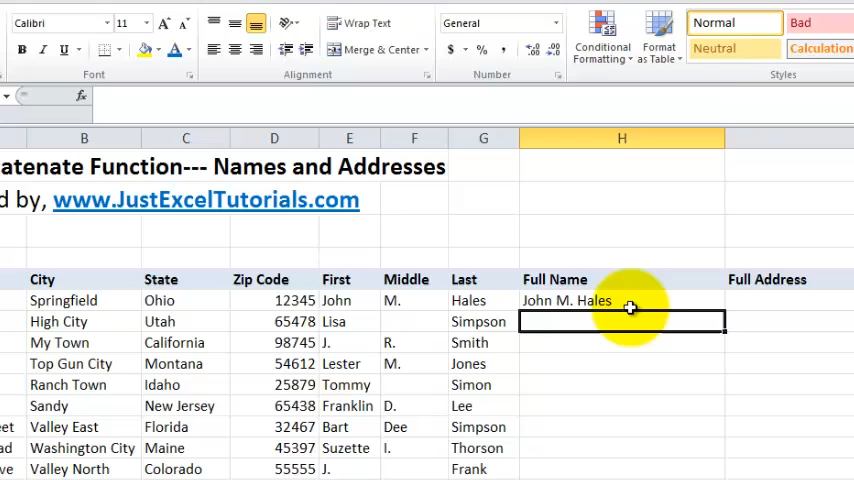 Calibri 11 A A Wrap Text General Normal Bad
B I U A Merge & Center $ % , .00 .0 Conditional Formatting Format as Table Neutral Calculation
Font Alignment Number Styles
fx
B C D E F G H
atenate Function--- Names and Addresses
d by, www.JustExcelTutorials.com
City State Zip Code First Middle Last Full Name Full Address
Springfield Ohio 12345 John M. Hales John M. Hales
High City Utah 65478 Lisa Simpson
My Town California 98745 J. R. Smith
Top Gun City Montana 54612 Lester M. Jones
Ranch Town Idaho 25879 Tommy Simon
Sandy New Jersey 65438 Franklin D. Lee
eet Valley East Florida 32467 Bart Dee Simpson
ad Washington City Maine 45397 Suzette I. Thorson
ve Valley North Colorado 55555 J. Frank